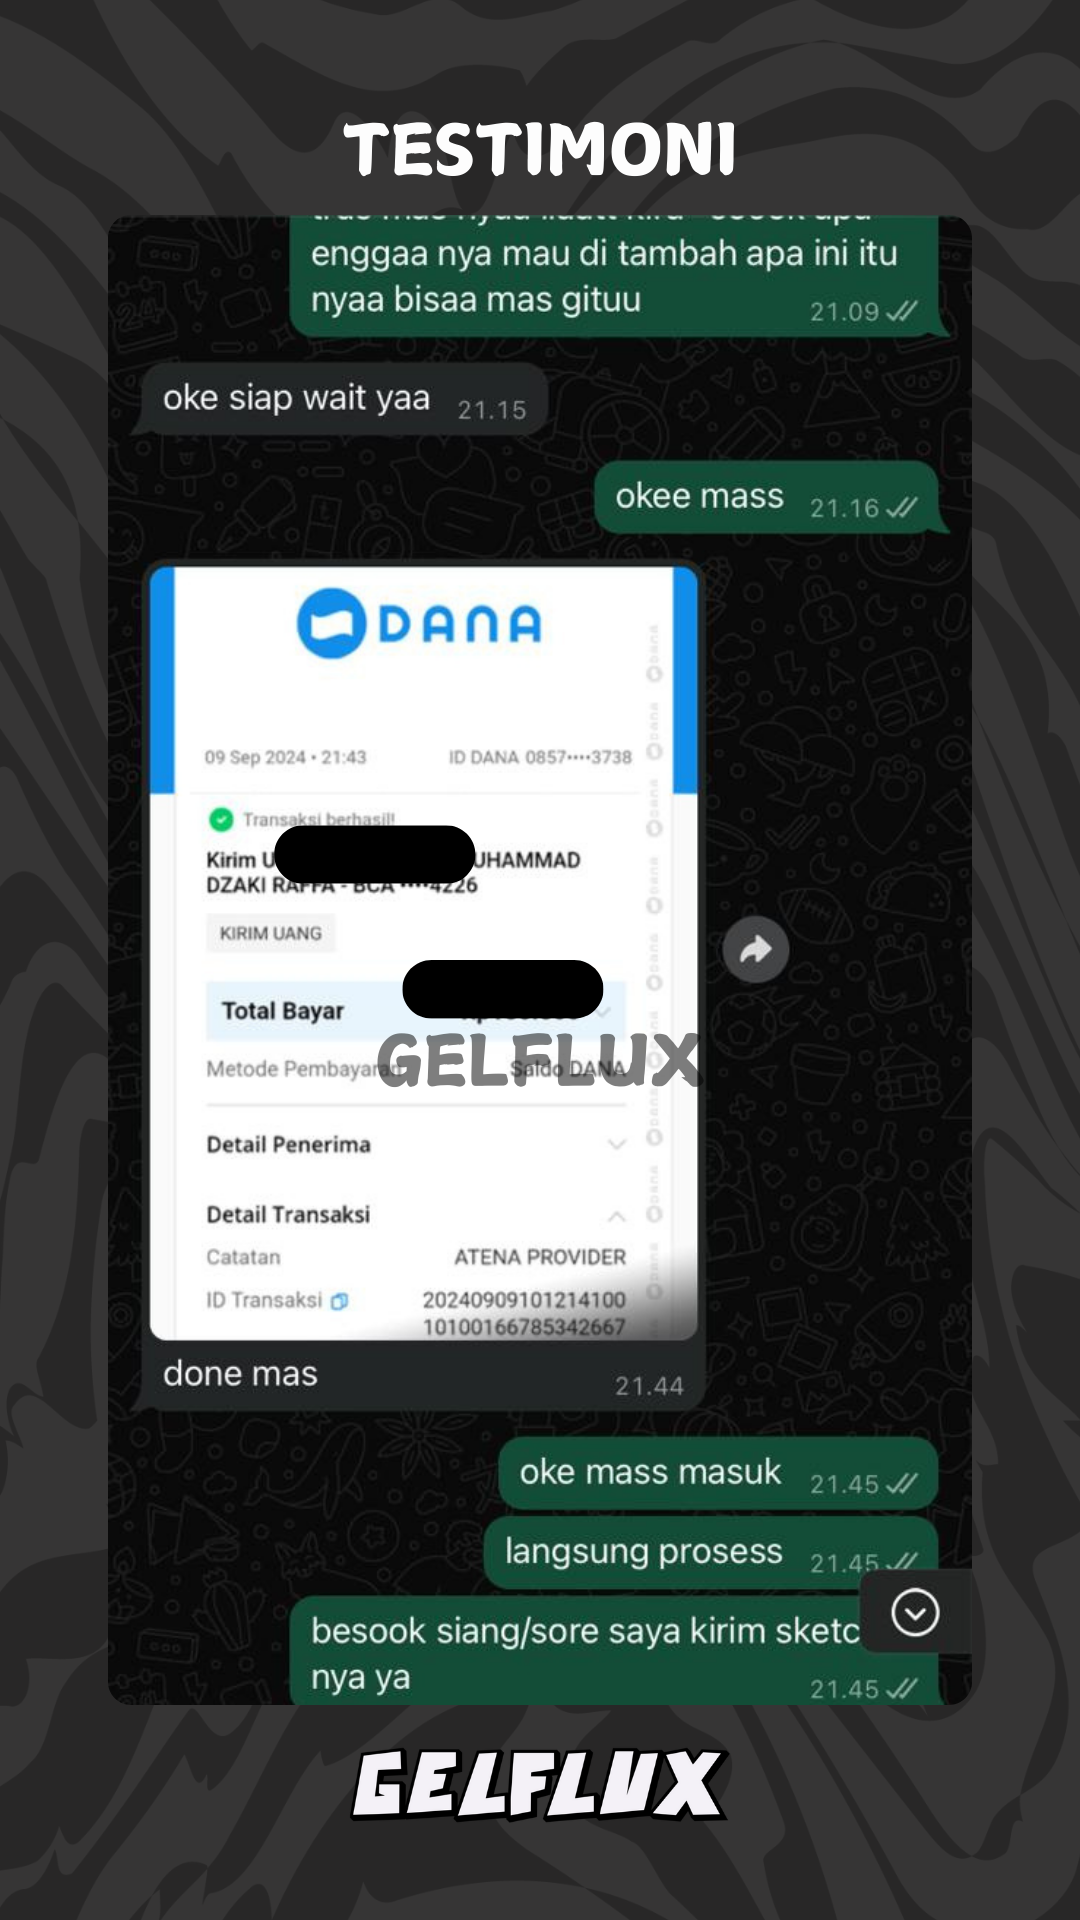 TESTIMONI
enggaa nya mau di tambah apa ini itu
nyaa bisaa mas gituu
21.09
oke siap wait yaa
21.15
okee mass
21.16
DANA
09 Sep 2024 • 21:43
ID DANA 0857••••3738
Transaksi berhasil!
Kirim U UHAMMAD
DZAKI RAFFA - BCA ••••4226
KIRIM UANG
Total Bayar
Metode Pembayaran
Saldo DANA
GELFLUX
Detail Penerima
Detail Transaksi
Catatan
ATENA PROVIDER
ID Transaksi
20240909101214100
10100166785342667
done mas
21.44
oke mass masuk
21.45
langsung prosess
21.45
besook siang/sore saya kirim sketc
nya ya
21.45
GELFLUX